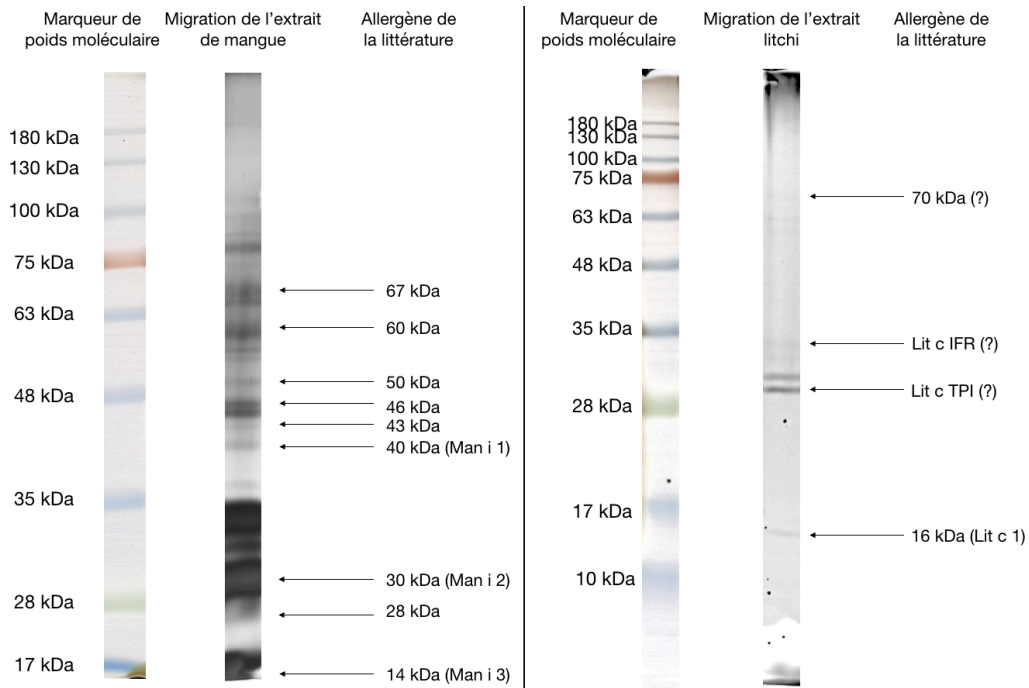 Marqueur de
poids moléculaire
Migration de l’extrait
de mangue
Allergène de
la littérature
180 kDa
130 kDa
100 kDa
75 kDa
63 kDa
48 kDa
35 kDa
28 kDa
17 kDa
67 kDa
60 kDa
50 kDa
46 kDa
43 kDa
40 kDa (Man i 1)
30 kDa (Man i 2)
28 kDa
14 kDa (Man i 3)
Marqueur de
poids moléculaire
Migration de l’extrait
litchi
Allergène de
la littérature
180 kDa
130 kDa
100 kDa
75 kDa
63 kDa
48 kDa
35 kDa
28 kDa
17 kDa
10 kDa
70 kDa (?)
Lit c IFR (?)
Lit c TPI (?)
16 kDa (Lit c 1)